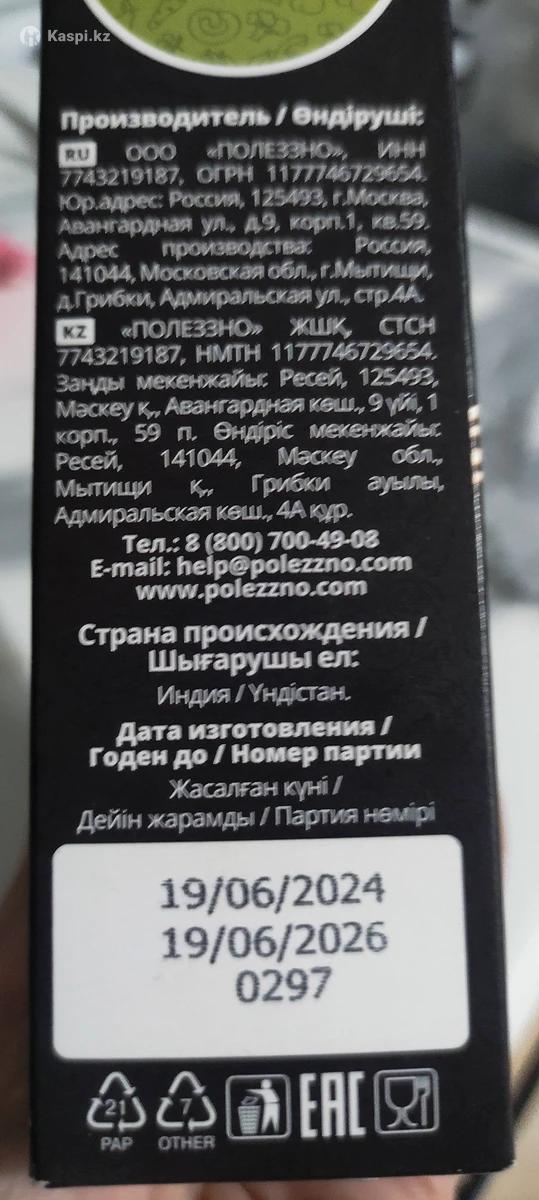 Kaspi.kz
Производитель / Өндіруші:
RU ООО «ПОЛЕЗЗНО», ИНН
7743219187, ОГРН 1177746729654.
Юр.адрес: Россия, 125493, г.Москва,
Авангардная ул., д.9, корп.1, кв.59.
Адрес производства: Россия,
141044, Московская обл., г.Мытищи,
д.Грибки, Адмиральская ул., стр.4А.
KZ «ПОЛЕЗЗНО» ЖШҚ, СТСН
7743219187, НМТН 1177746729654.
Заңды мекенжайы: Ресей, 125493,
Мәскеу қ., Авангардная көш., 9 үйі, 1
корп., 59 п. Өндіріс мекенжайы:
Ресей, 141044, Мәскеу обл.,
Мытищи қ., Грибки ауылы,
Адмиральская көш., 4А құр.
Тел.: 8 (800) 700-49-08
E-mail: help@polezzno.com
www.polezzno.com
Страна происхождения /
Шығарушы ел:
Индия / Үндістан.
Дата изготовления /
Годен до / Номер партии
Жасалған күні /
Дейін жарамды / Партия нөмірі
19/06/2024
19/06/2026
0297
21 7 EAC
PAP OTHER